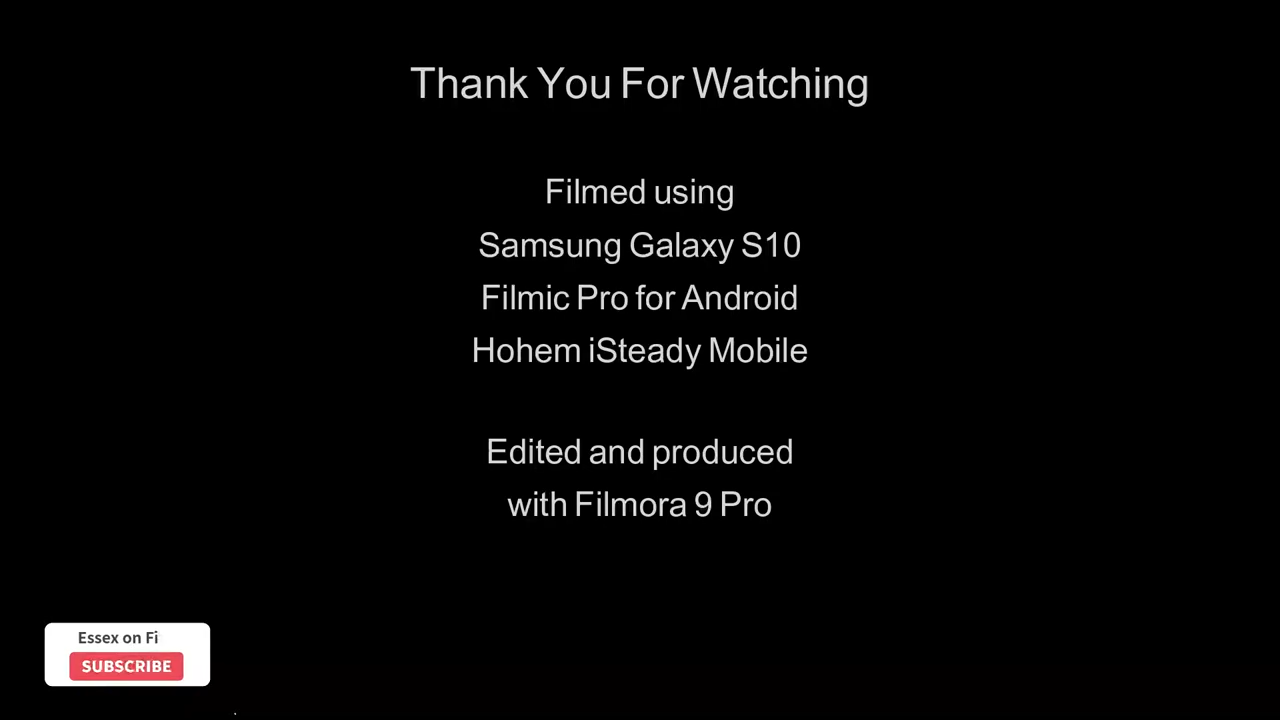 Thank You For Watching
Filmed using
Samsung Galaxy S10
Filmic Pro for Android
Hohem iSteady Mobile
Edited and produced
with Filmora 9 Pro
Essex on Fi
SUBSCRIBE